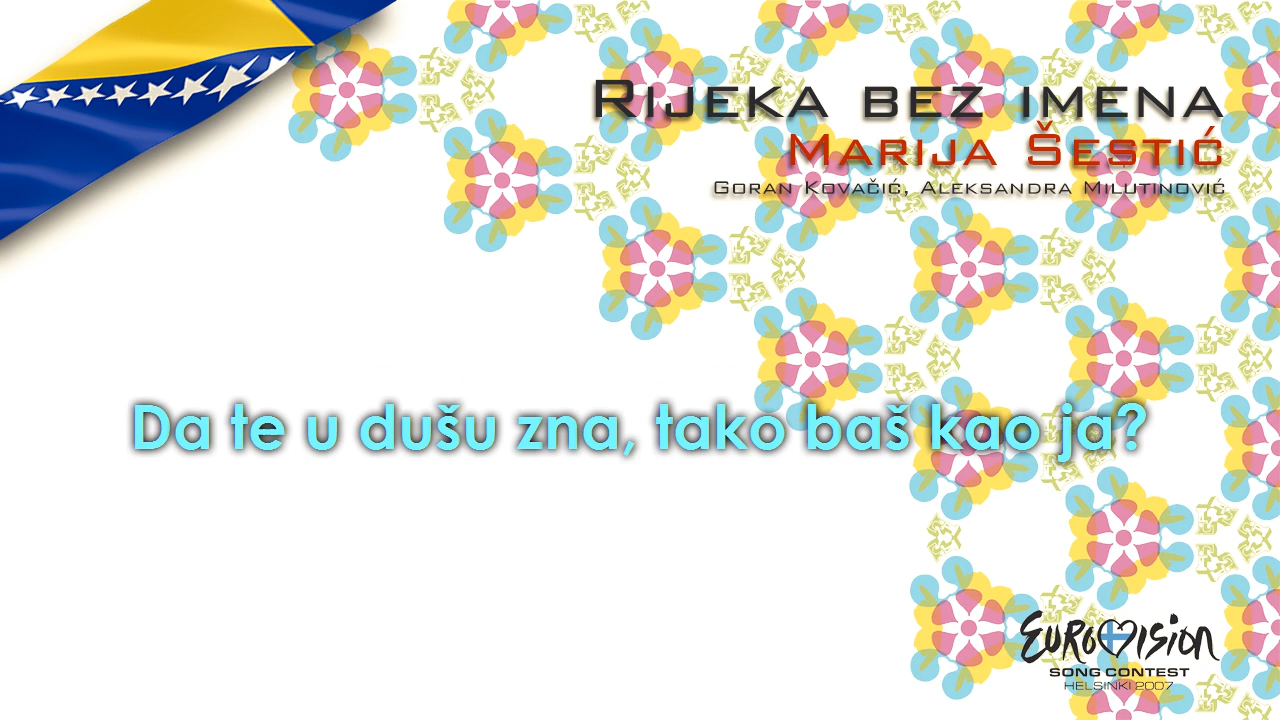 Rijeka bez imena
Marija Šestić
Goran Kovačić, Aleksandra Milutinović
Da te u dušu zna, tako baš kao ja?
Eurovision
SONG CONTEST
HELSINKI 2007